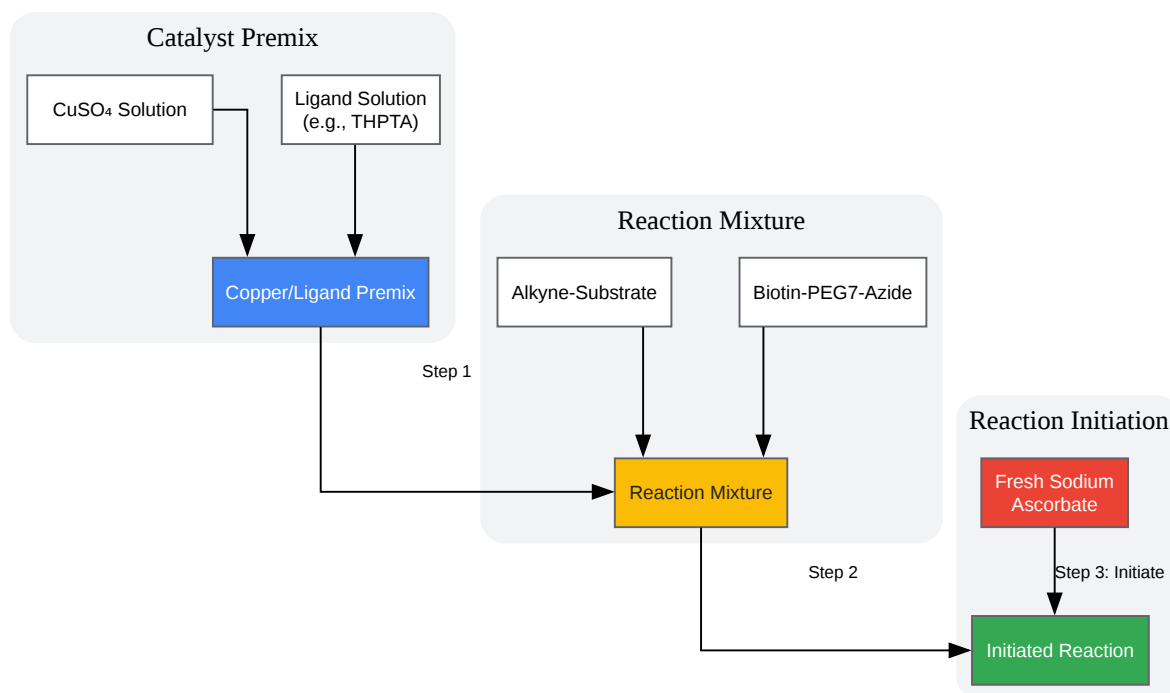 Catalyst Premix
CuSO₄ Solution
Ligand Solution
(e.g., THPTA)
Copper/Ligand Premix
Step 1
Reaction Mixture
Alkyne-Substrate
Biotin-PEG7-Azide
Reaction Mixture
Step 2
Reaction Initiation
Fresh Sodium
Ascorbate
Step 3: Initiate
Initiated Reaction